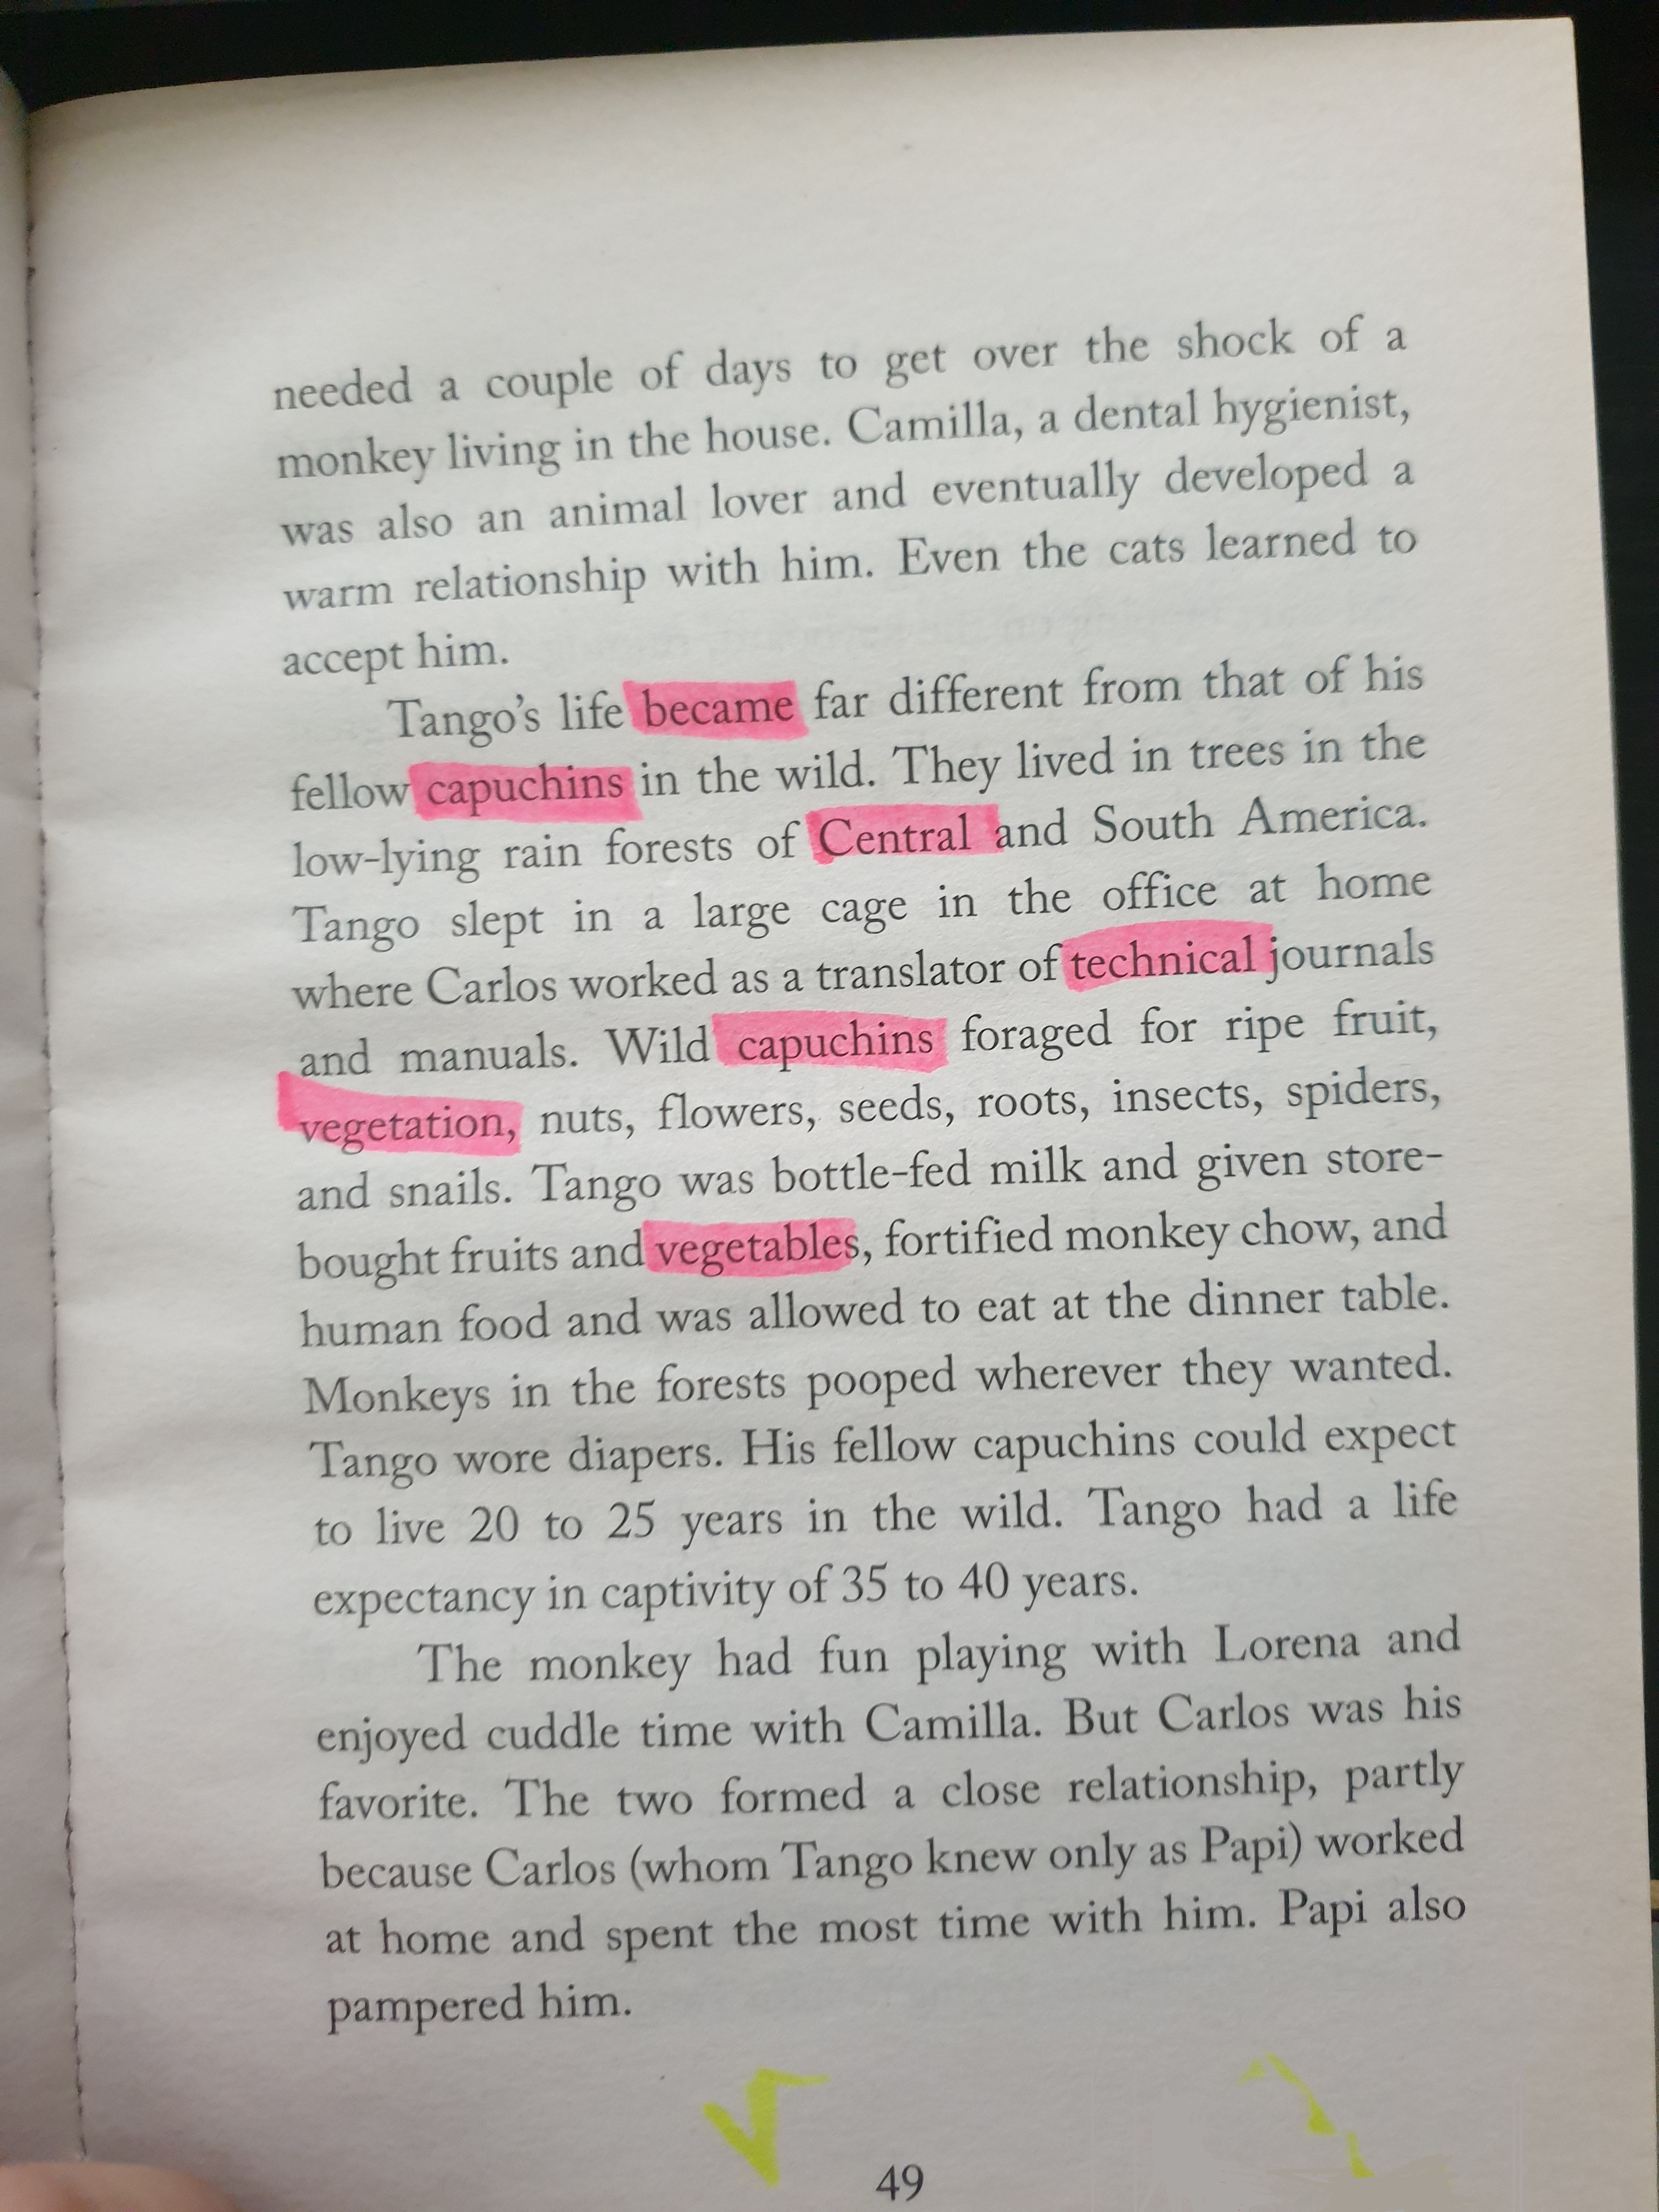 needed a couple of days to get over the shock of a
monkey living in the house. Camilla, a dental hygienist,
was also an animal lover and eventually developed a
warm relationship with him. Even the cats learned to
accept him.
Tango's life became far different from that of his
fellow capuchins in the wild. They lived in trees in the
low-lying rain forests of Central and South America.
Tango slept in a large cage in the office at home
where Carlos worked as a translator of technical journals
and manuals. Wild capuchins foraged for ripe fruit,
vegetation, nuts, flowers, seeds, roots, insects, spiders,
and snails. Tango was bottle-fed milk and given store-
bought fruits and vegetables, fortified monkey chow, and
human food and was allowed to eat at the dinner table.
Monkeys in the forests pooped wherever they wanted.
Tango wore diapers. His fellow capuchins could expect
to live 20 to 25 years in the wild. Tango had a life
expectancy in captivity of 35 to 40 years.
The monkey had fun playing with Lorena and
enjoyed cuddle time with Camilla. But Carlos was his
favorite. The two formed a close relationship, partly
because Carlos (whom Tango knew only as Papi) worked
at home and spent the most time with him. Papi also
pampered him.
49